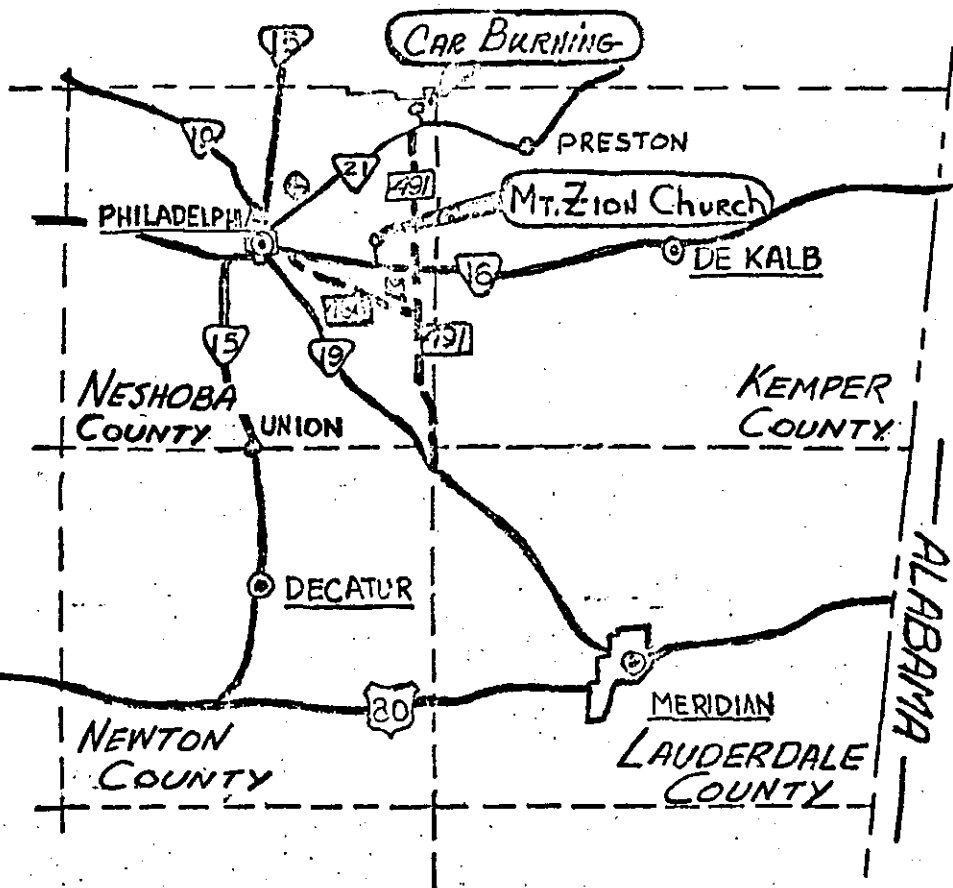 15
CAR BURNING
19
21
PRESTON
491
PHILADELPHIA
MT. ZION CHURCH
16
DE KALB
15
19
491
NESHOBA
COUNTY
UNION
KEMPER
COUNTY
DECATUR
ALABAMA
80
MERIDIAN
NEWTON
COUNTY
LAUDERDALE
COUNTY